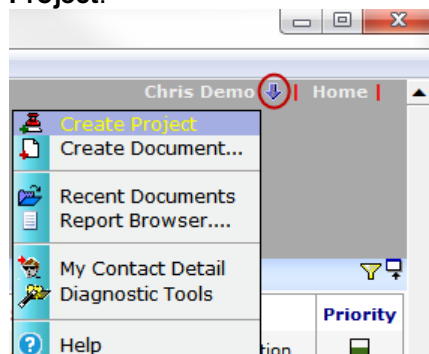 Project.
Chris Demo | Home |
Create Project
Create Document...
Recent Documents
Report Browser....
My Contact Detail
Diagnostic Tools
Priority
Help
tion